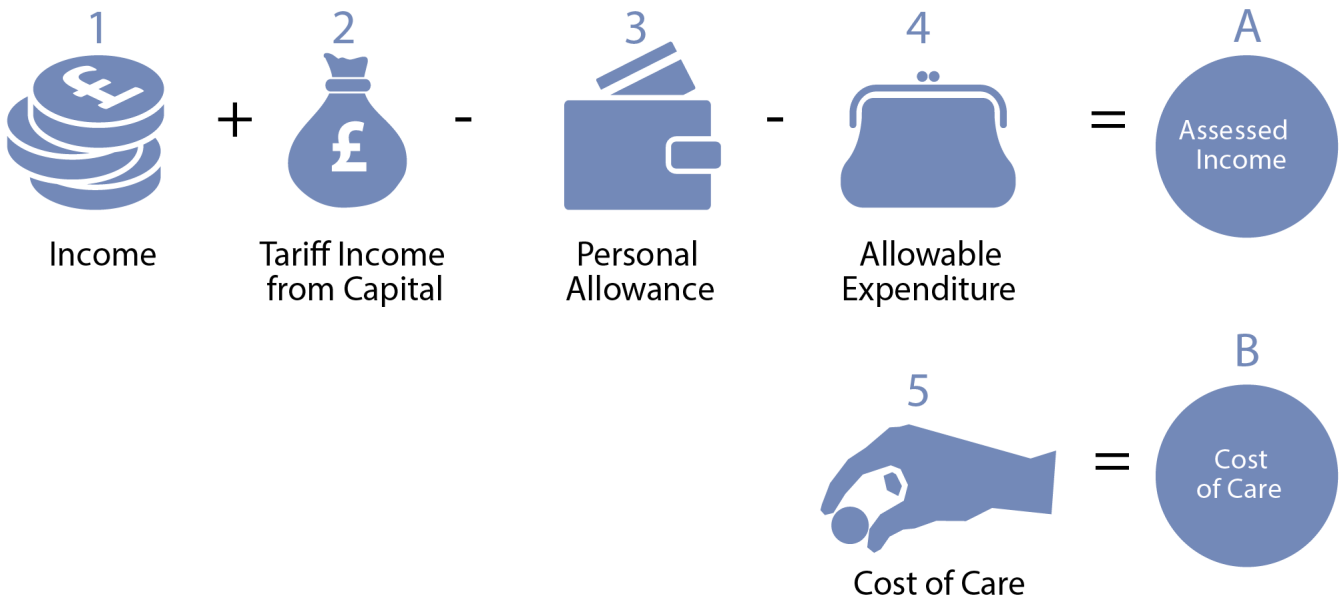 1
2
3
4
A
£
+
£
-
-
=
Assessed
Income
Income
Tariff Income
from Capital
Personal
Allowance
Allowable
Expenditure
5
B
=
Cost
of Care
Cost of Care